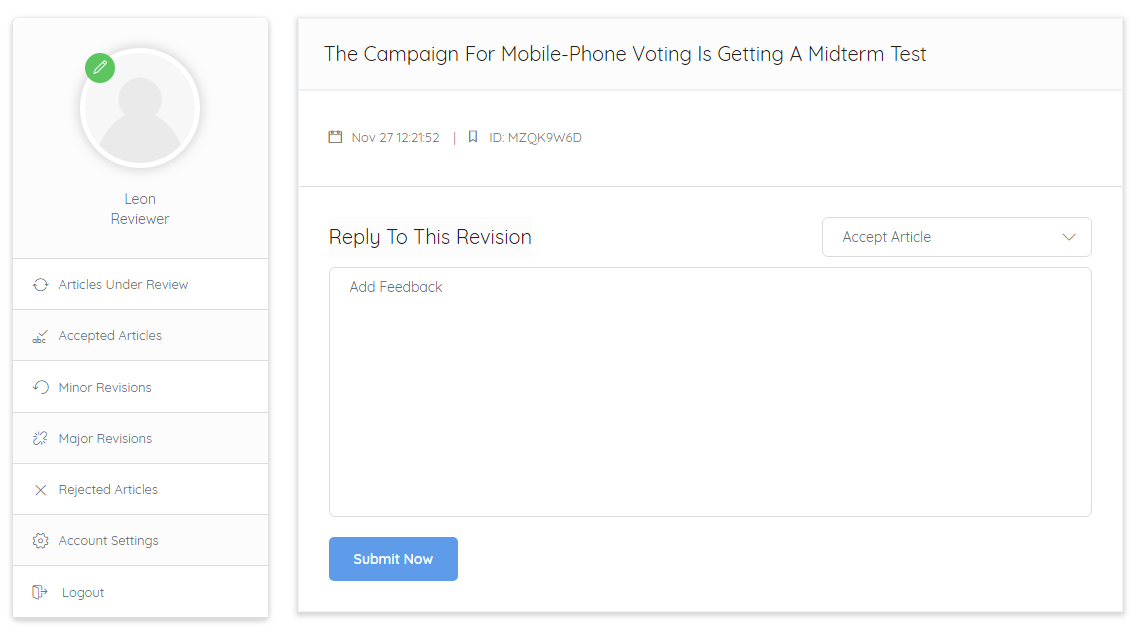 Leon
Reviewer
Articles Under Review
abc Accepted Articles
Minor Revisions
Major Revisions
Rejected Articles
Account Settings
Logout
The Campaign For Mobile-Phone Voting Is Getting A Midterm Test
Nov 27 12:21:52 | ID: MZQK9W6D
Reply To This Revision
Accept Article
Add Feedback
Submit Now